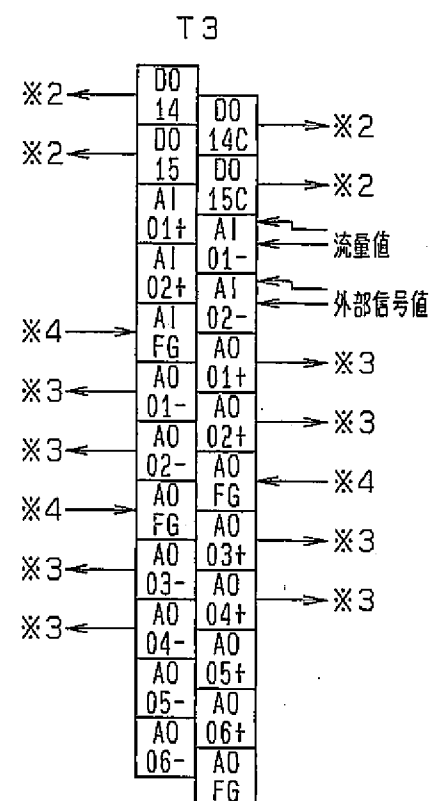 T3
※2 DO 14
DO 14C ※2
※2 DO 15
DO 15C ※2
AI 01+
AI 01- 流量値
AI 02+
AI 02- 外部信号値
※4 AI FG
AO 01+ ※3
※3 AO 01-
AO 02+ ※3
※3 AO 02-
AO FG ※4
※4 AO FG
AO 03+ ※3
※3 AO 03-
AO 04+ ※3
※3 AO 04-
AO 05+
AO 05-
AO 06+
AO 06-
AO FG